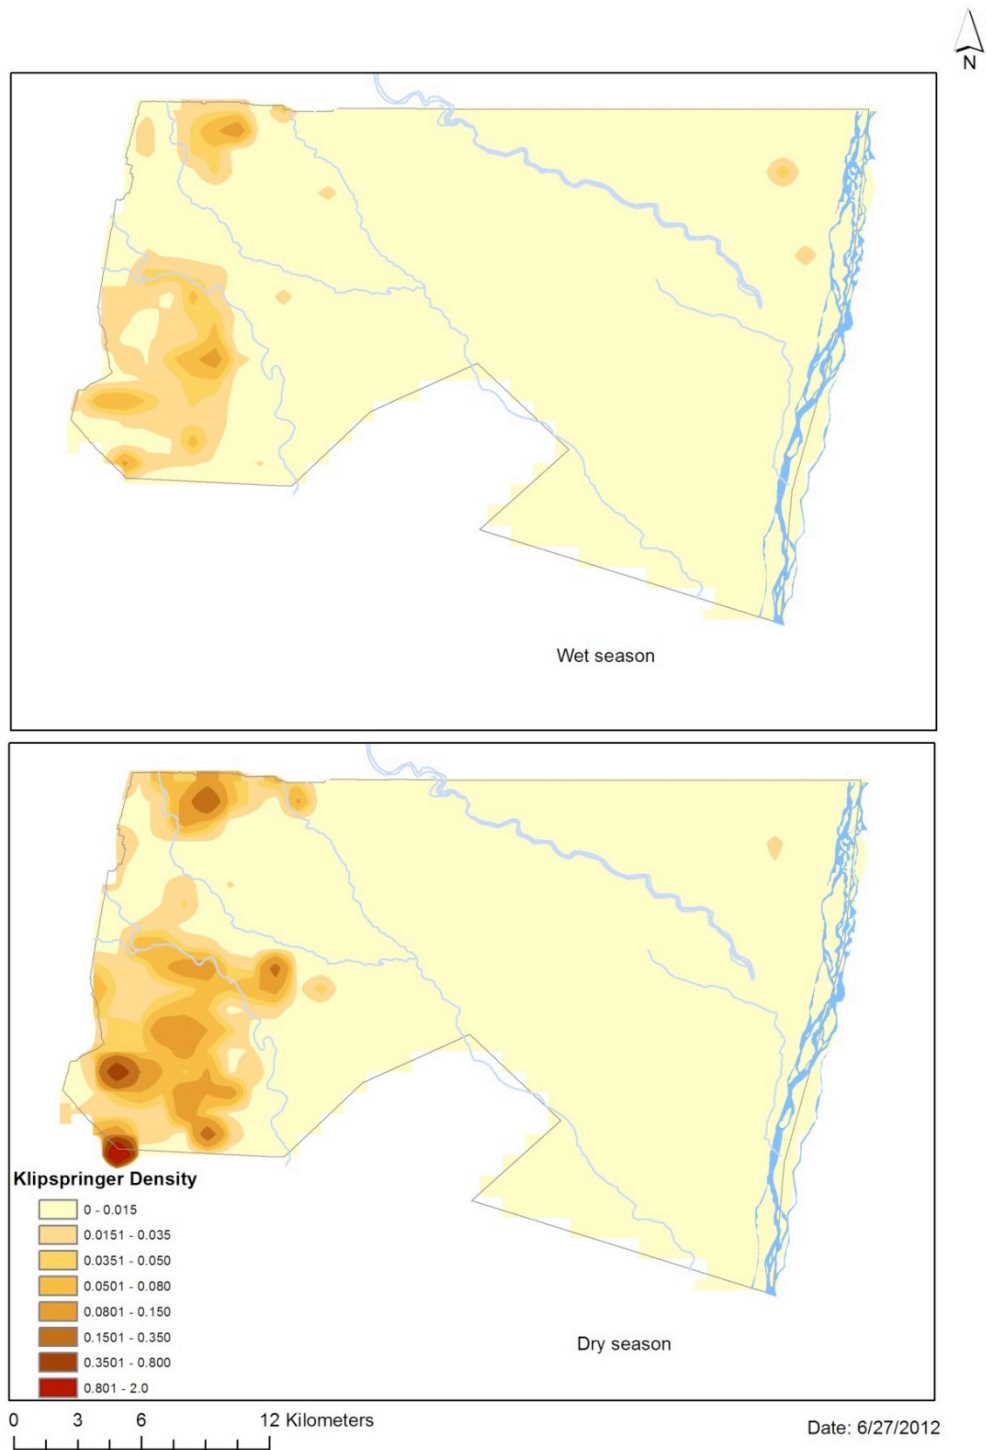 N
Wet season
Klipspringer Density
0 - 0.015
0.0151 - 0.035
0.0351 - 0.050
0.0501 - 0.080
0.0801 - 0.150
0.1501 - 0.350
0.3501 - 0.800
0.801 - 2.0
Dry season
0 3 6 12 Kilometers
Date: 6/27/2012